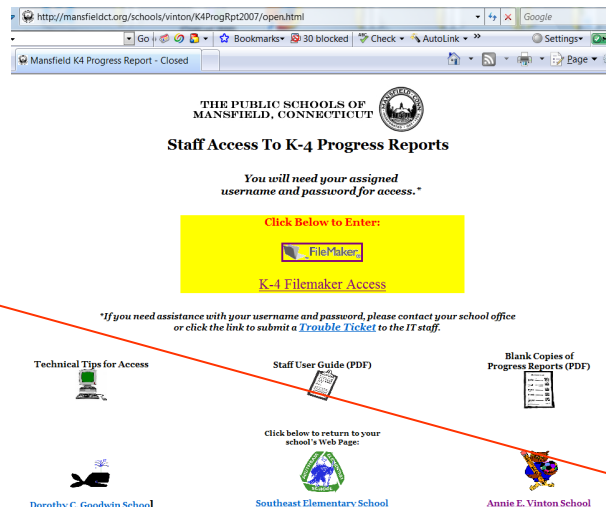 http://mansfieldct.org/schools/vinton/K4ProgRpt2007/open.html
Google
Go
Bookmarks
30 blocked
Check
AutoLink
Settings
Mansfield K4 Progress Report - Closed
Page
THE PUBLIC SCHOOLS OF
MANSFIELD, CONNECTICUT
Staff Access To K-4 Progress Reports
You will need your assigned
username and password for access.*
Click Below to Enter:
FileMaker
K-4 Filemaker Access
*If you need assistance with your username and password, please contact your school office
or click the link to submit a Trouble Ticket to the IT staff.
Technical Tips for Access
Staff User Guide (PDF)
Blank Copies of
Progress Reports (PDF)
Click below to return to your
school's Web Page:
Dorothy C. Goodwin School
Southeast Elementary School
Annie E. Vinton School